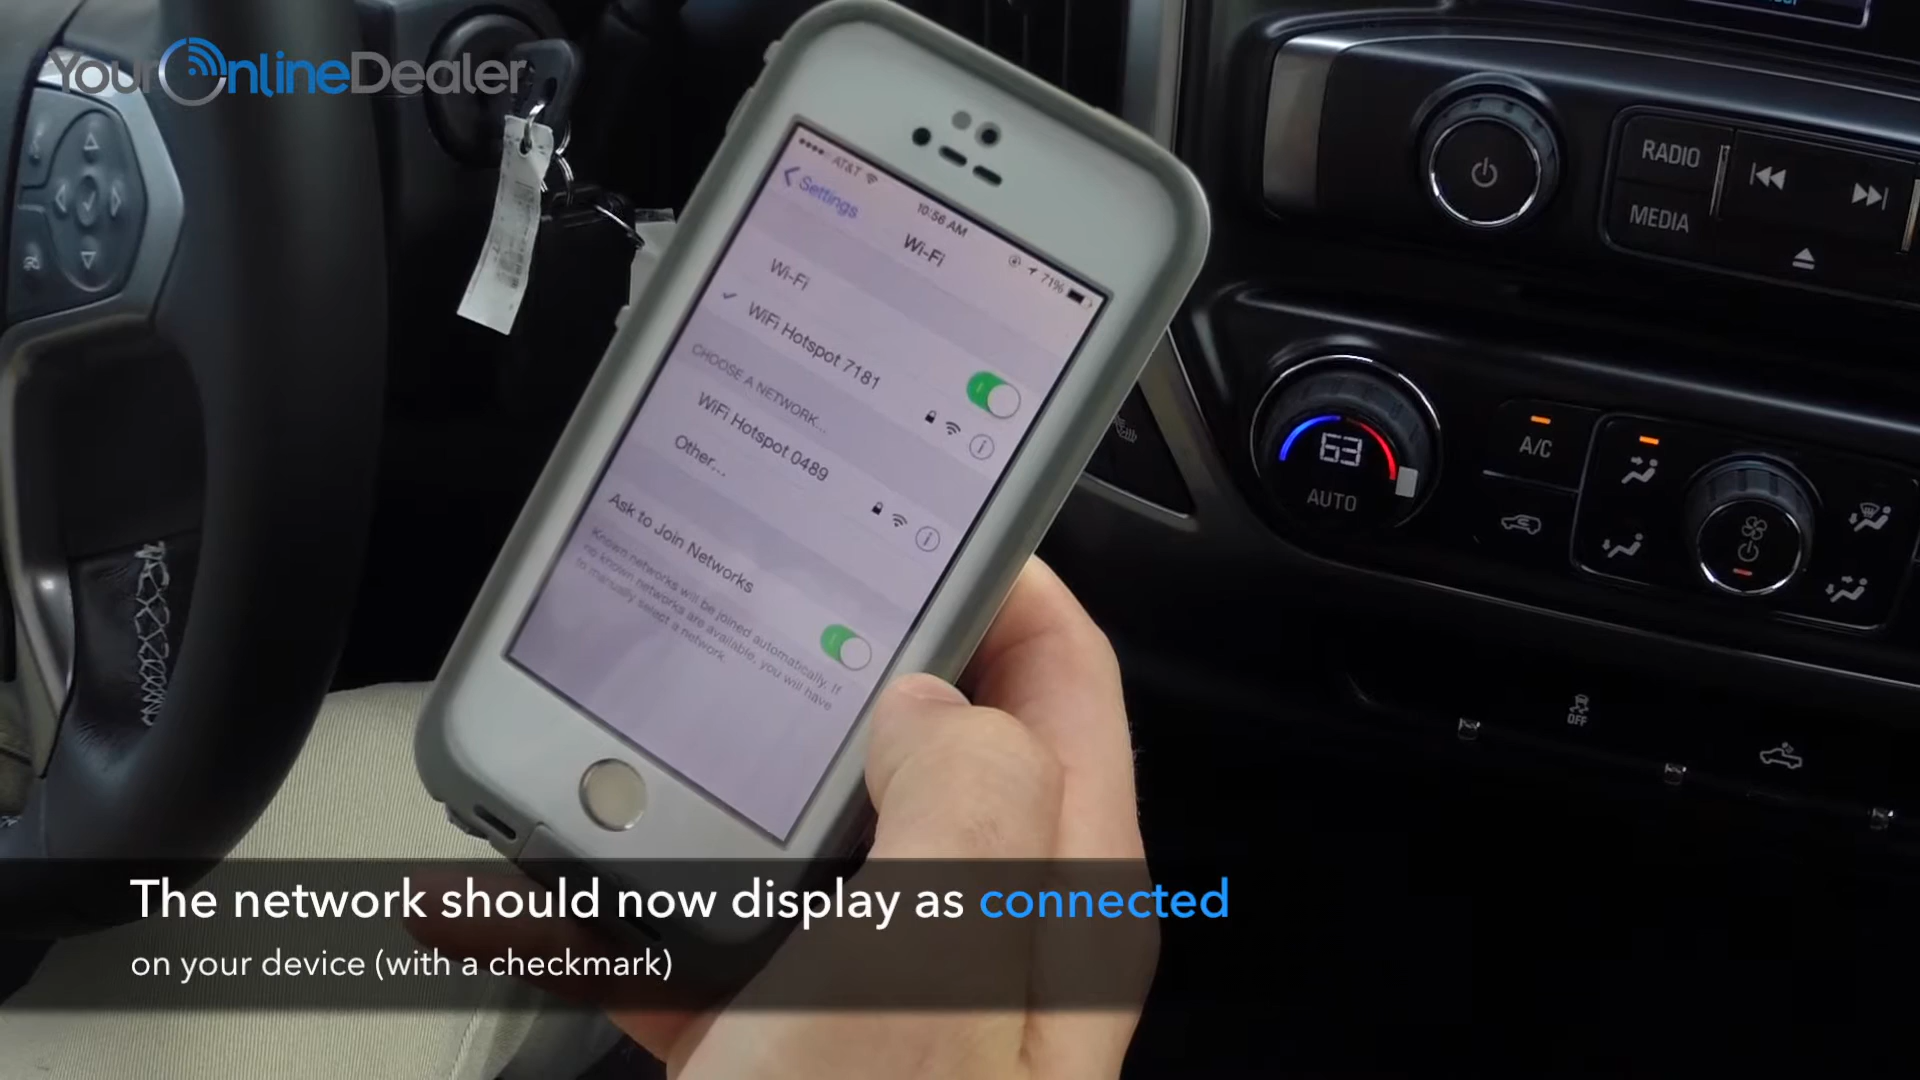 YourOnlineDealer
AT&T
10:56 AM
71%
Settings
Wi-Fi
Wi-Fi
WiFi Hotspot 7181
CHOOSE A NETWORK...
WiFi Hotspot 0489
Other...
Ask to Join Networks
Known networks will be joined automatically. If
no known networks are available, you will have
to manually select a network.
RADIO
MEDIA
63
AUTO
A/C
OFF
The network should now display as connected
on your device (with a checkmark)